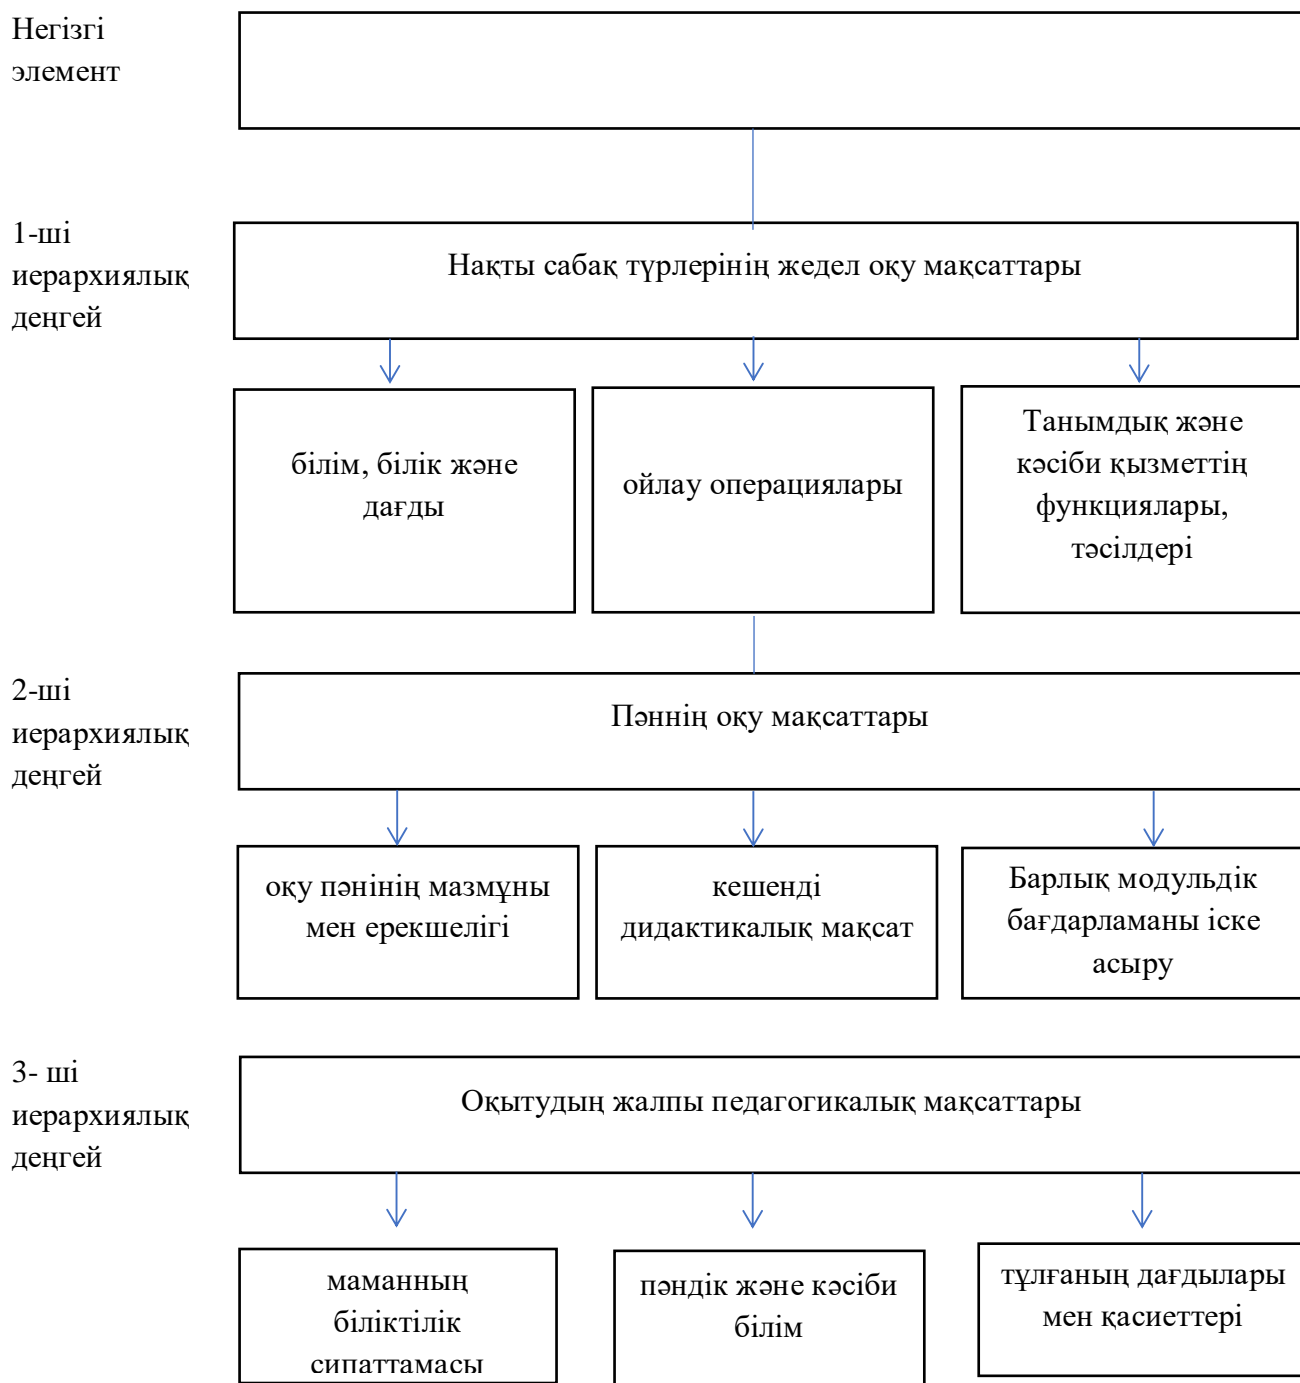 Негізгі
элемент
1-ші
иерархиялық
деңгей
Нақты сабақ түрлерінің жедел оқу мақсаттары
білім, білік және
дағды
ойлау операциялары
Танымдық және
кәсіби қызметтің
функциялары,
тәсілдері
2-ші
иерархиялық
деңгей
Пәннің оқу мақсаттары
оқу пәнінің мазмұны
мен ерекшелігі
кешенді
дидактикалық мақсат
Барлық модульдік
бағдарламаны іске
асыру
3- ші
иерархиялық
деңгей
Оқытудың жалпы педагогикалық мақсаттары
маманның
біліктілік
сипаттамасы
пәндік және кәсіби
білім
тұлғаның дағдылары
мен қасиеттері